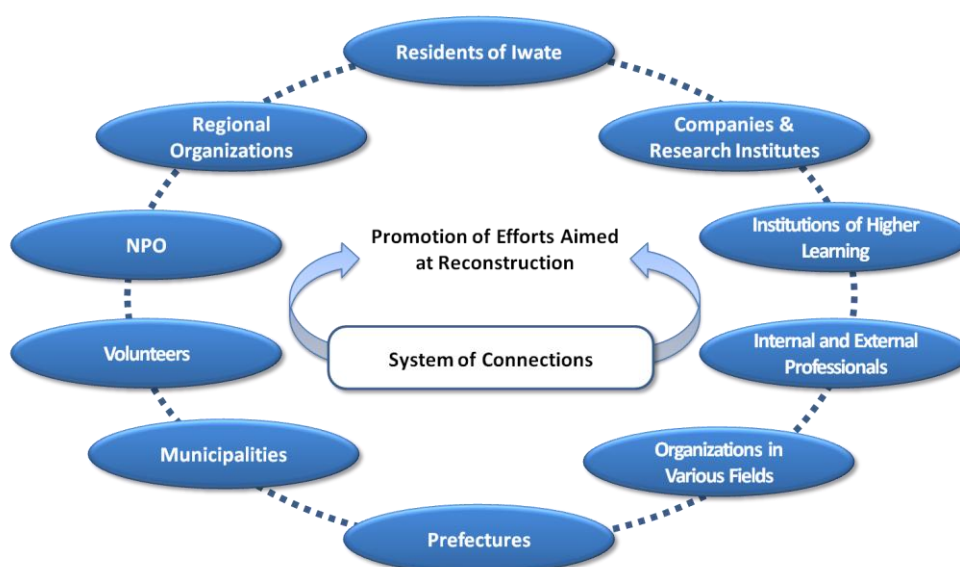 Residents of Iwate
Regional
Organizations
Companies &
Research Institutes
NPO
Promotion of Efforts Aimed
at Reconstruction
Institutions of Higher
Learning
Volunteers
System of Connections
Internal and External
Professionals
Municipalities
Organizations in
Various Fields
Prefectures